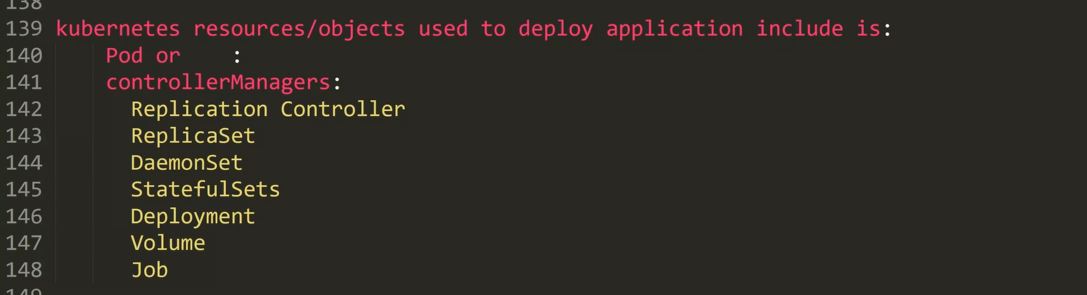 138
139 kubernetes resources/objects used to deploy application include is:
140 Pod or    :
141 controllerManagers:
142 Replication Controller
143 ReplicaSet
144 DaemonSet
145 StatefulSets
146 Deployment
147 Volume
148 Job
149